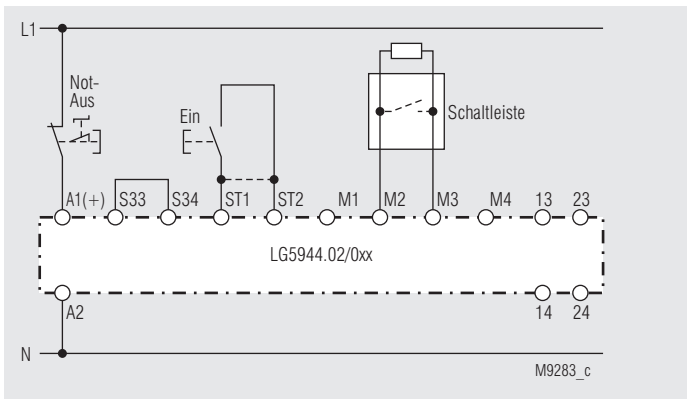 L1
Not-
Aus
Ein
Schaltleiste
A1(+) S33 S34 ST1 ST2 M1 M2 M3 M4 13 23
LG5944.02/0xx
A2 14 24
N
M9283_c